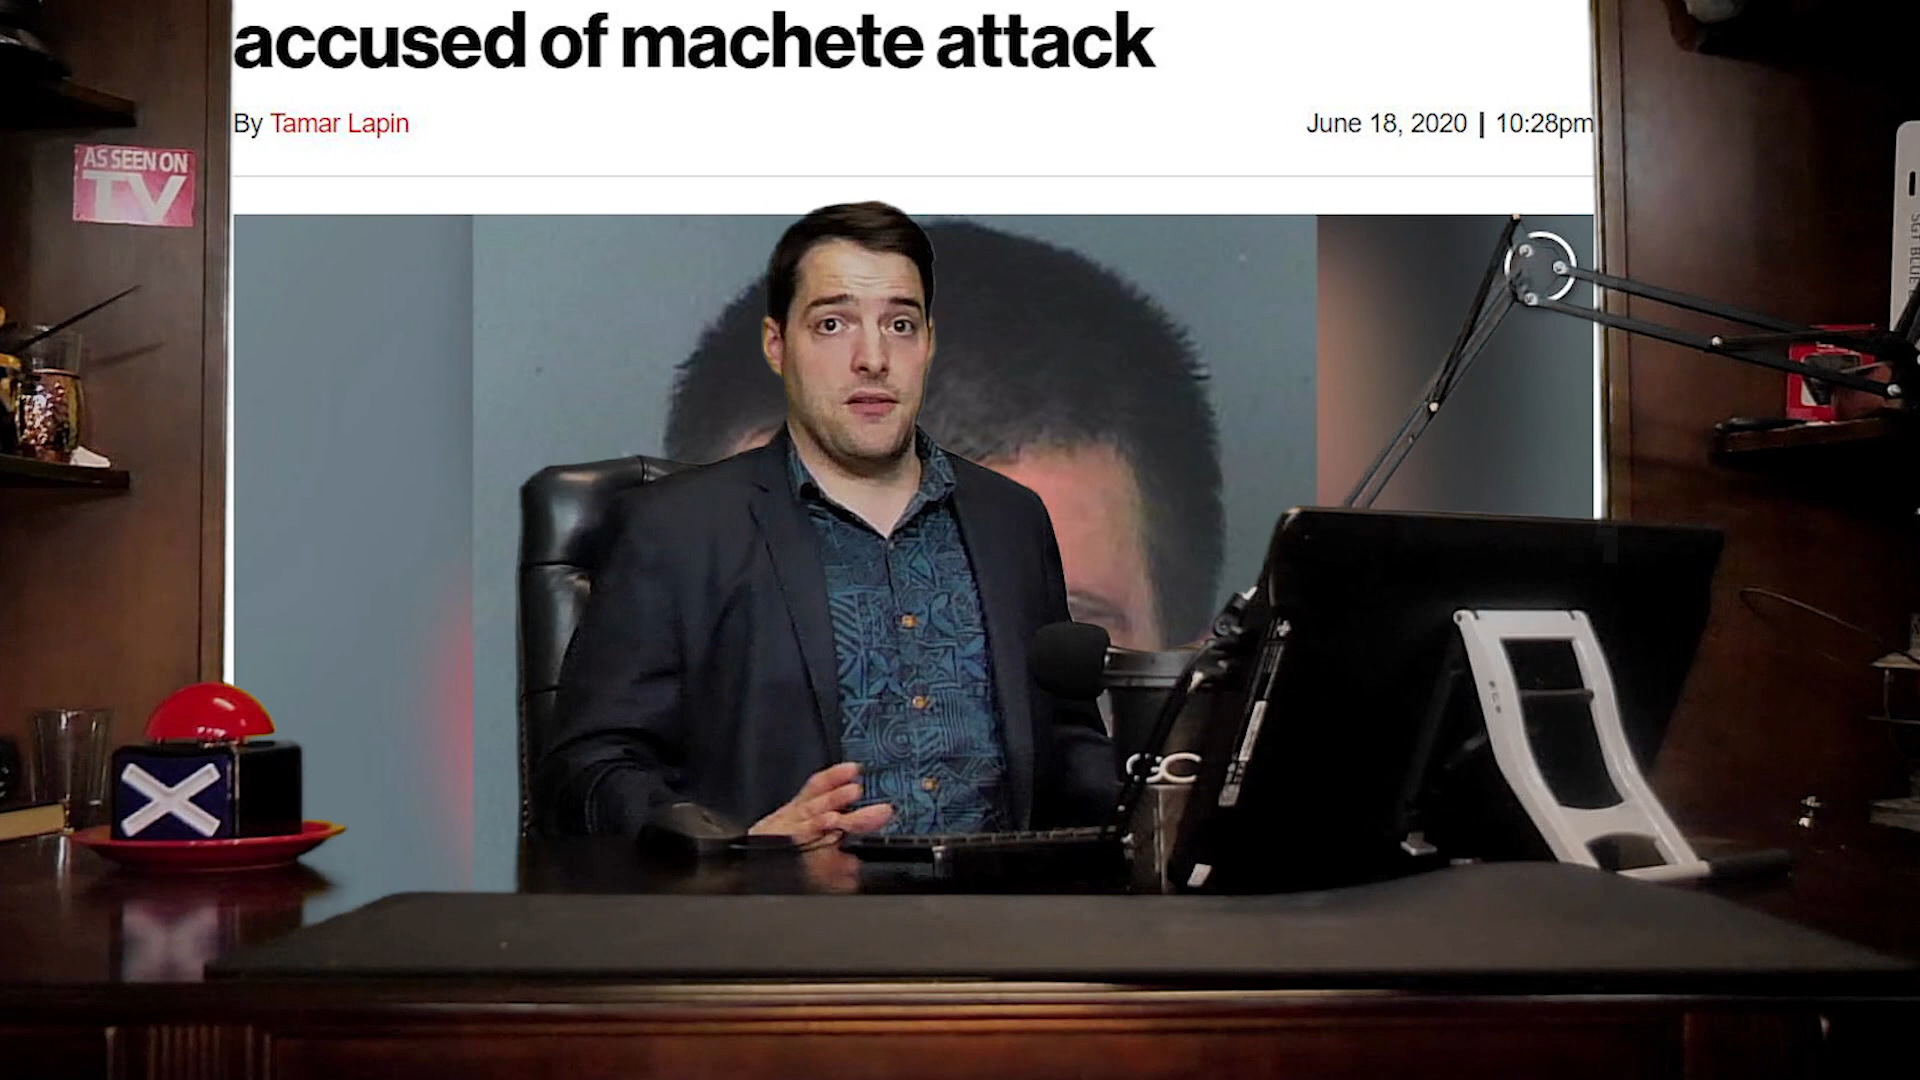 accused of machete attack
By Tamar Lapin
June 18, 2020 | 10:28pm
AS SEEN ON
TV